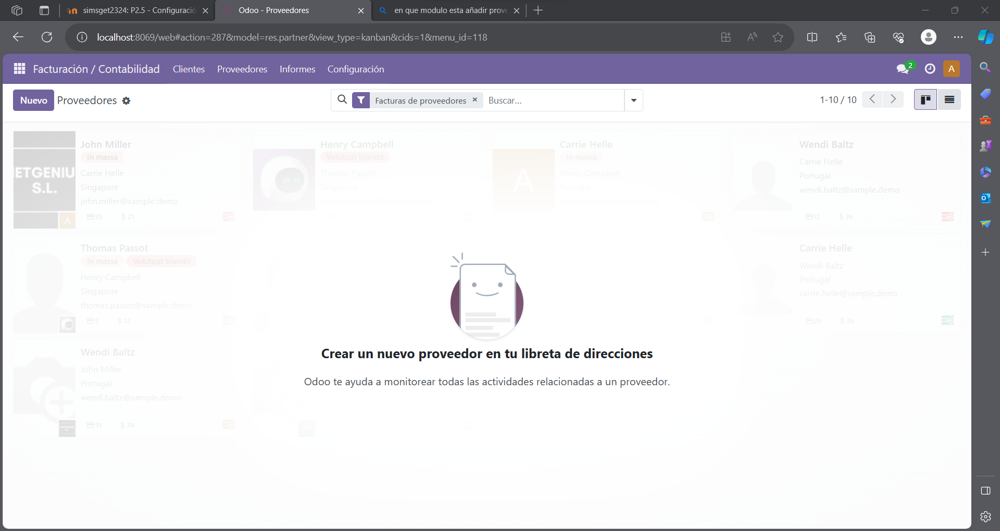 simsget2324: P2.5 - Configuració
Odoo - Proveedores
en que modulo esta añadir prove
localhost:8069/web#action=287&model=res.partner&view_type=kanban&cids=1&menu_id=118
Facturación / Contabilidad Clientes Proveedores Informes Configuración
2
A
Nuevo Proveedores
Facturas de proveedores × Buscar...
1-10 / 10
John Miller
In massa
Carrie Helle
Singapore
john.miller@sample.demo
35 $ 21
ETGENIU
S.L.
A
Henry Campbell
Volutpat blandit
Thomas Passot
Singapore
henry.campbell@sample.demo
Carrie Helle
In massa
Henry Campbell
Portugal
carrie.helle@sample.demo
A
Wendi Baltz
Carrie Helle
Portugal
wendi.baltz@sample.demo
12 $ 26
Thomas Passot
In massa Volutpat blandit
Henry Campbell
Singapore
thomas.passot@sample.demo
3 $ 17
Carrie Helle
Wendi Baltz
Portugal
carrie.helle@sample.demo
29 $ 36
Wendi Baltz
John Miller
Portugal
wendi.baltz@sample.demo
31 $ 38
Crear un nuevo proveedor en tu libreta de direcciones
Odoo te ayuda a monitorear todas las actividades relacionadas a un proveedor.